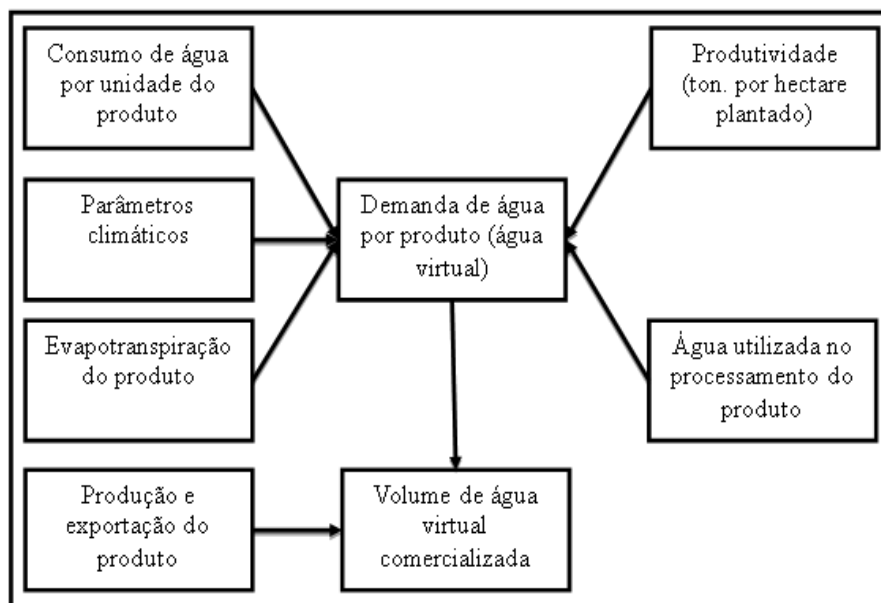 Consumo de água
por unidade do
produto
Produtividade
(ton. por hectare
plantado)
Parâmetros
climáticos
Demanda de água
por produto (água
virtual)
Evapotranspiração
do produto
Água utilizada no
processamento do
produto
Produção e
exportação do
produto
Volume de água
virtual
comercializada